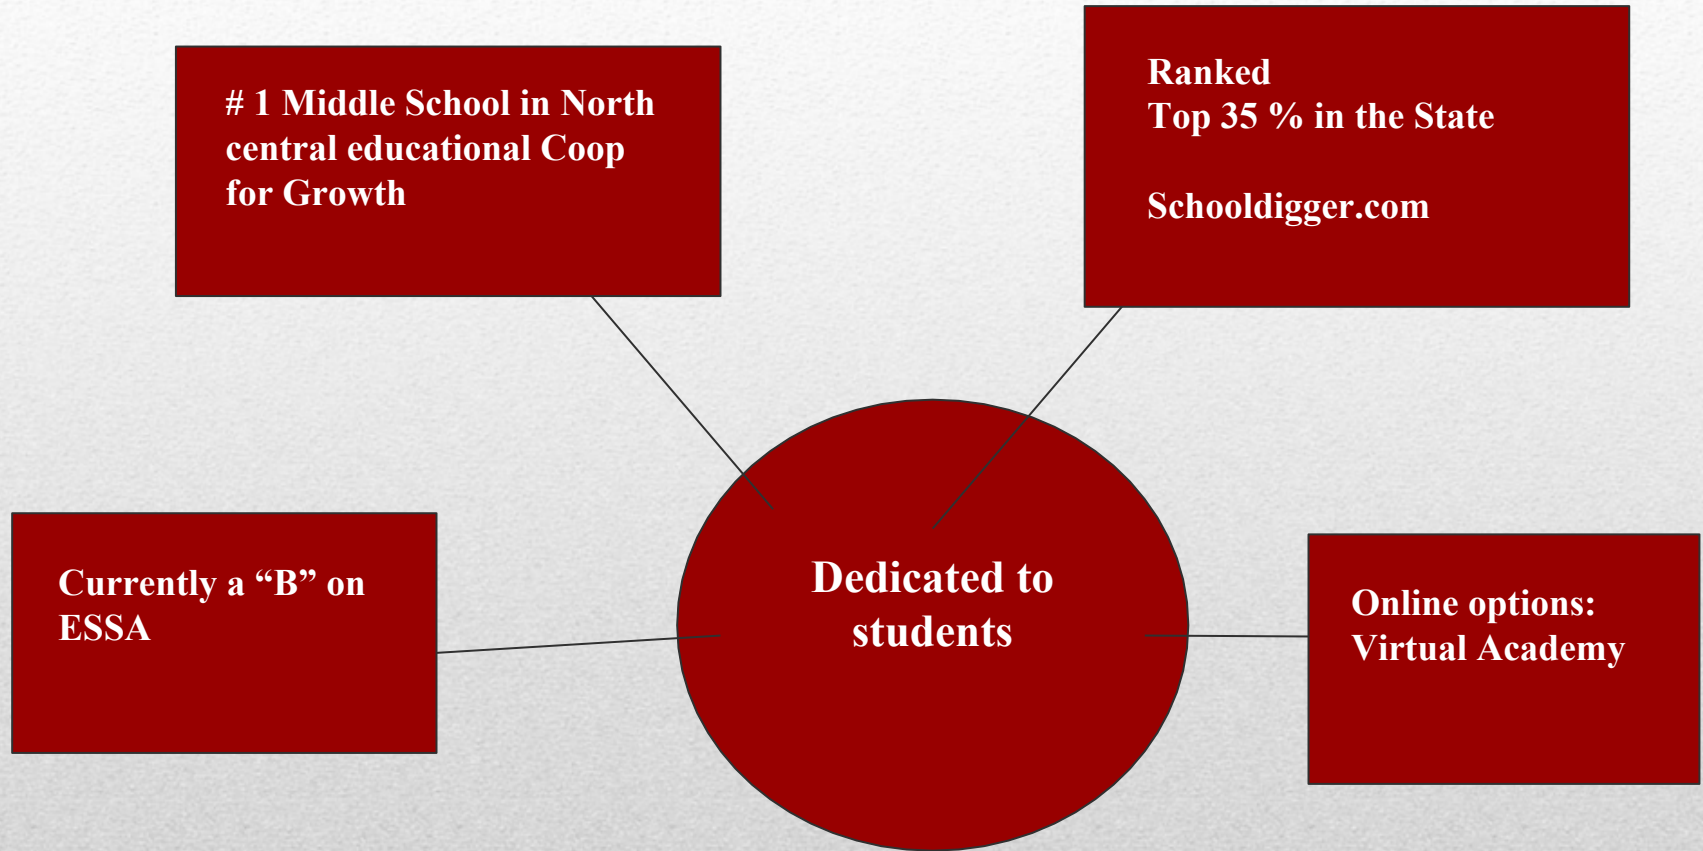 # 1 Middle School in North
central educational Coop
for Growth
Ranked
Top 35 % in the State
Schooldigger.com
Currently a “B” on
ESSA
Dedicated to
students
Online options:
Virtual Academy